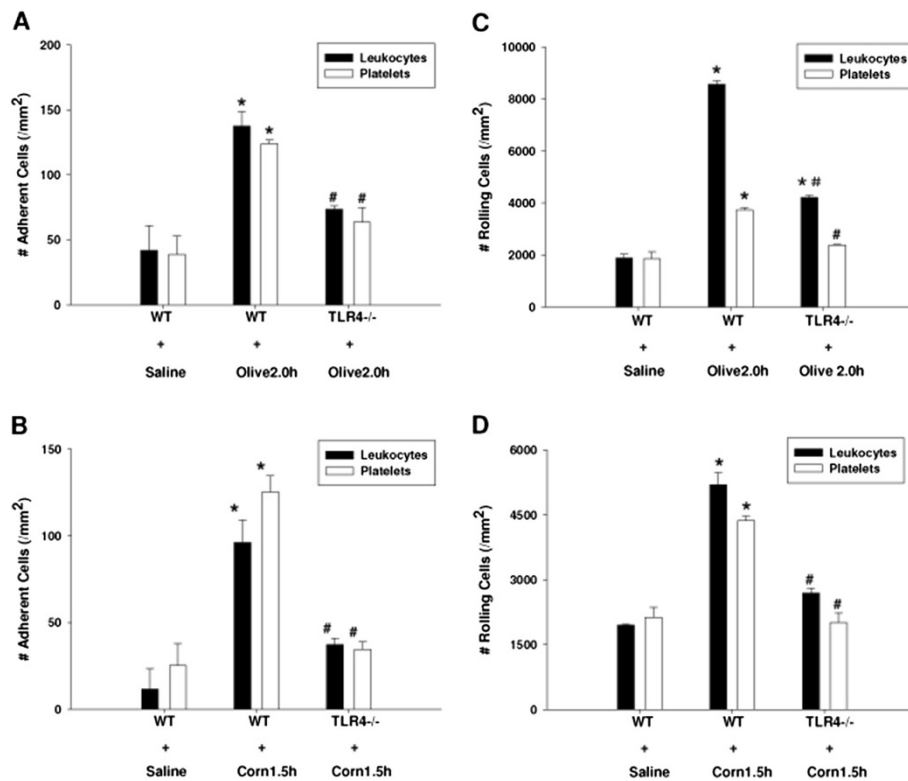 A
200
150
100
50
0
# Adherent Cells (/mm²)
Leukocytes
Platelets
*
*
#
#
WT
WT
TLR4-/-
+
+
+
Saline
Olive2.0h
Olive2.0h
C
10000
8000
6000
4000
2000
0
# Rolling Cells (/mm²)
Leukocytes
Platelets
*
*
* #
#
WT
WT
TLR4-/-
+
+
+
Saline
Olive2.0h
Olive 2.0h
B
150
100
50
0
# Adherent Cells (/mm²)
Leukocytes
Platelets
*
*
#
#
WT
WT
TLR4-/-
+
+
+
Saline
Corn1.5h
Corn1.5h
D
6000
4500
3000
1500
0
# Rolling Cells (/mm²)
Leukocytes
Platelets
*
*
#
#
WT
WT
TLR4-/-
+
+
+
Saline
Corn1.5h
Corn1.5h